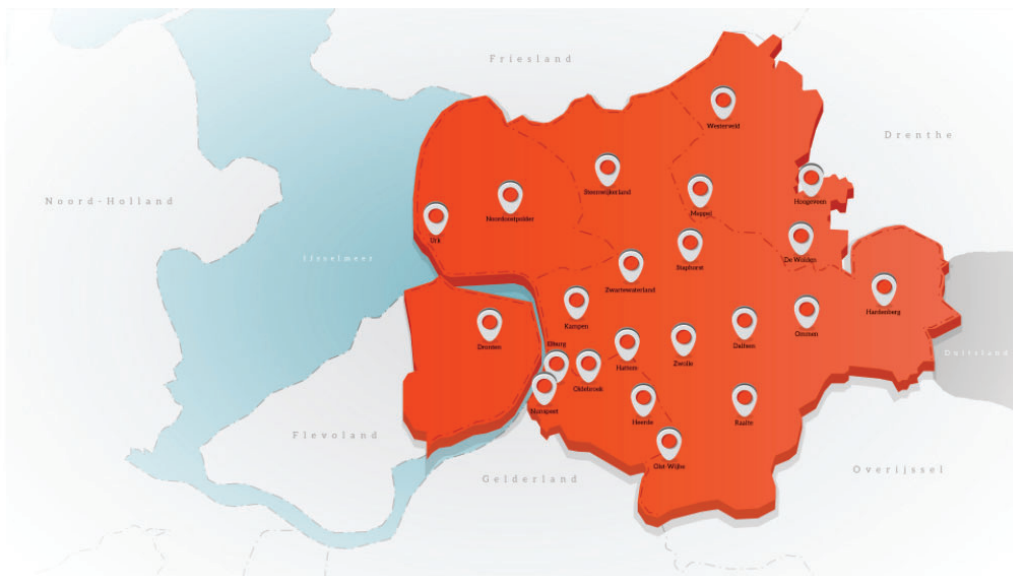 Friesland
Westerveld
Drenthe
Steenwijkerland
Hoogeveen
Noord-Holland
Meppel
Noordoostpolder
Urk
IJsselmeer
De Wolden
Staphorst
Zwartewaterland
Hardenberg
Ommen
Kampen
Dronten
Dalfsen
Elburg
Duitsland
Zwolle
Hattem
Oldebroek
Nunspeet
Heerde
Raalte
Flevoland
Olst Wijhe
Overijssel
Gelderland